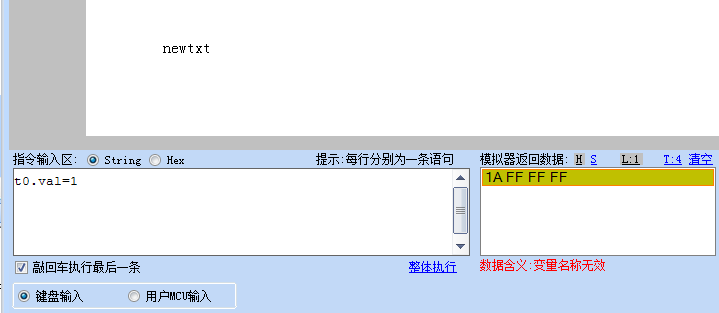 newtxt
指令输入区: String Hex 提示:每行分别为一条语句 模拟器返回数据: H S L:1 T:4 清空
t0.val=1
1A FF FF FF
敲回车执行最后一条 整体执行 数据含义:变量名称无效
键盘输入 用户MCU输入